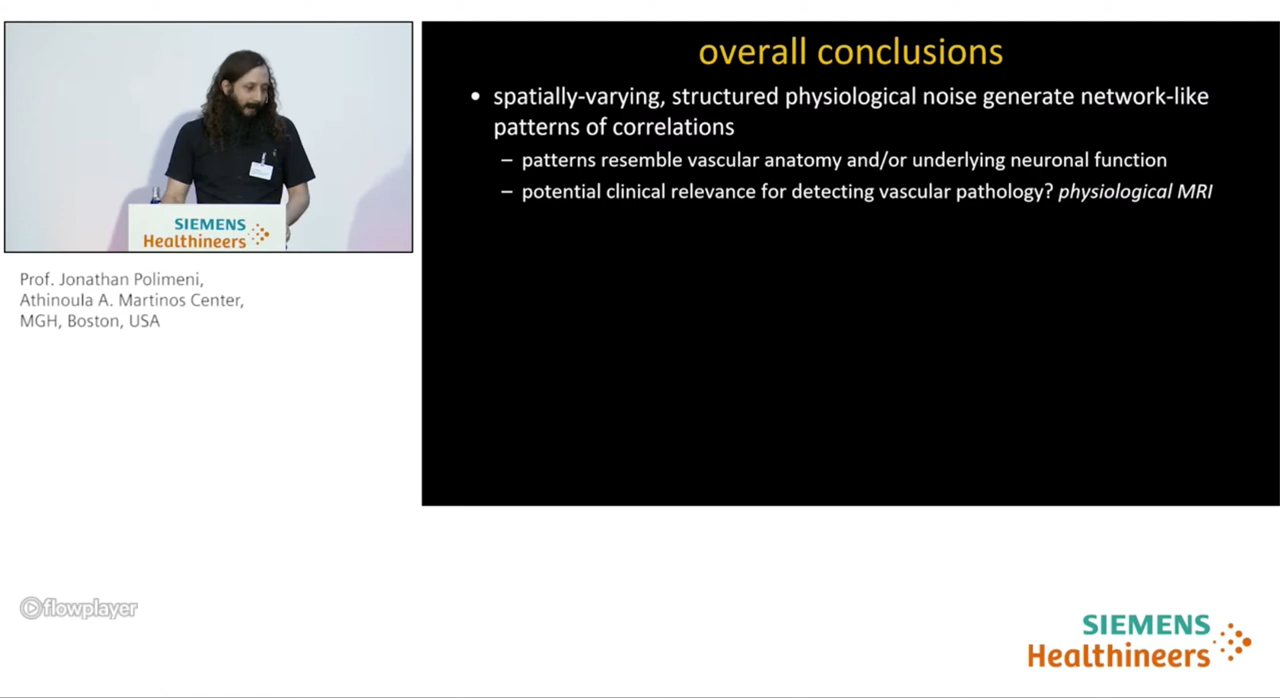 SIEMENS
Healthineers
Prof. Jonathan Polimeni,
Athinoula A. Martinos Center,
MGH, Boston, USA
overall conclusions
• spatially-varying, structured physiological noise generate network-like
patterns of correlations
– patterns resemble vascular anatomy and/or underlying neuronal function
– potential clinical relevance for detecting vascular pathology? physiological MRI
flowplayer
SIEMENS
Healthineers